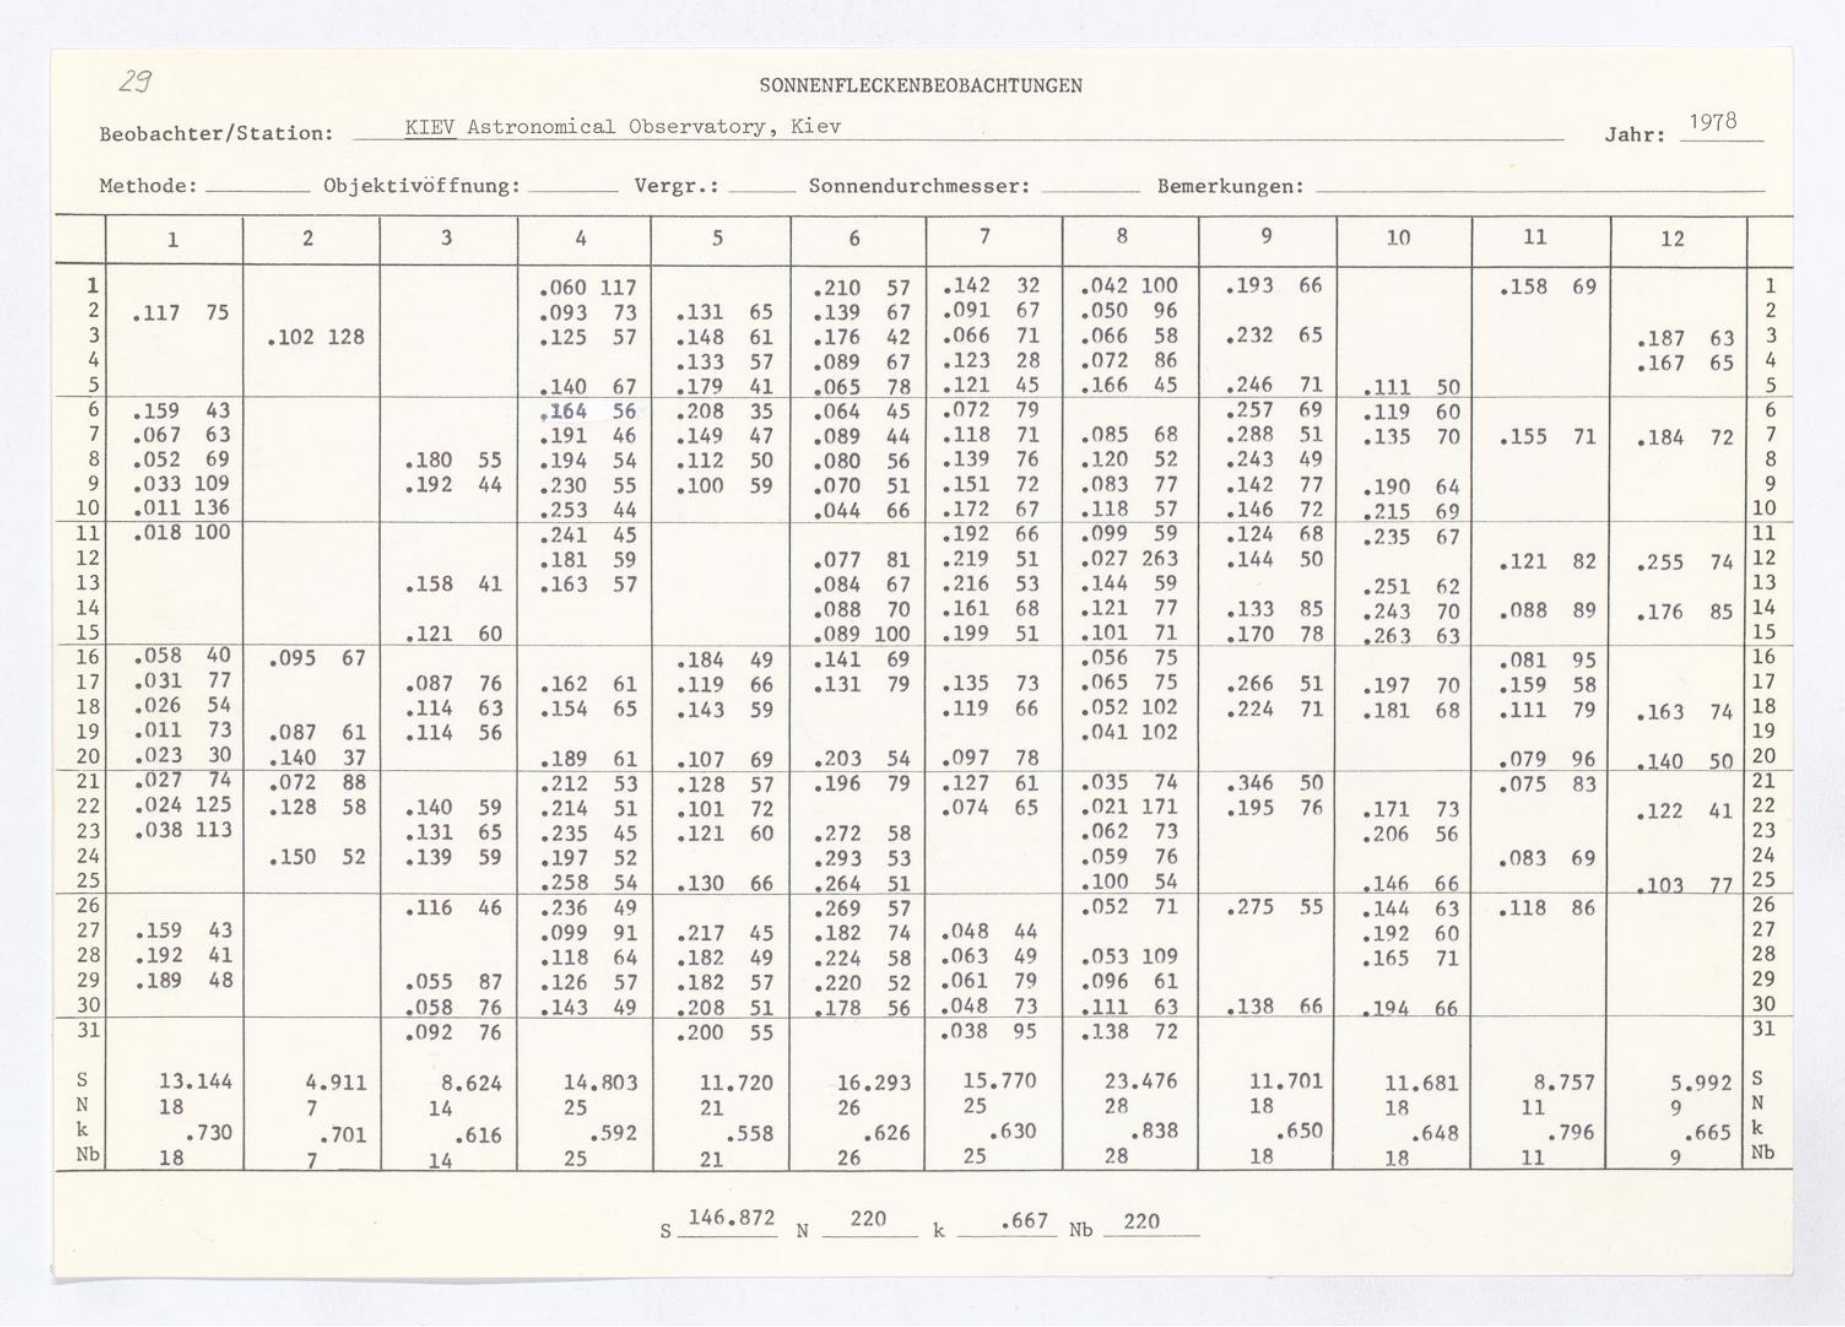 29
SONNENFLECKENBEOBACHTUNGEN
Beobachter/Station: KIEV Astronomical Observatory, Kiev Jahr: 1978
Methode: Objektivöffnung: Vergr.: Sonnendurchmesser: Bemerkungen:
1 2 3 4 5 6 7 8 9 10 11 12
1 .060 117 .210 57 .142 32 .042 100 .193 66 .158 69 1
2 .117 75 .093 73 .131 65 .139 67 .091 67 .050 96 2
3 .102 128 .125 57 .148 61 .176 42 .066 71 .066 58 .232 65 .187 63 3
4 .133 57 .089 67 .123 28 .072 86 .167 65 4
5 .140 67 .179 41 .065 78 .121 45 .166 45 .246 71 .111 50 5
6 .159 43 .164 56 .208 35 .064 45 .072 79 .257 69 .119 60 6
7 .067 63 .191 46 .149 47 .089 44 .118 71 .085 68 .288 51 .135 70 .155 71 .184 72 7
8 .052 69 .180 55 .194 54 .112 50 .080 56 .139 76 .120 52 .243 49 8
9 .033 109 .192 44 .230 55 .100 59 .070 51 .151 72 .083 77 .142 77 .190 64 9
10 .011 136 .253 44 .044 66 .172 67 .118 57 .146 72 .215 69 10
11 .018 100 .241 45 .192 66 .099 59 .124 68 .235 67 11
12 .181 59 .077 81 .219 51 .027 263 .144 50 .121 82 .255 74 12
13 .158 41 .163 57 .084 67 .216 53 .144 59 .251 62 13
14 .088 70 .161 68 .121 77 .133 85 .243 70 .088 89 .176 85 14
15 .121 60 .089 100 .199 51 .101 71 .170 78 .263 63 15
16 .058 40 .095 67 .184 49 .141 69 .056 75 .081 95 16
17 .031 77 .087 76 .162 61 .119 66 .131 79 .135 73 .065 75 .266 51 .197 70 .159 58 17
18 .026 54 .114 63 .154 65 .143 59 .119 66 .052 102 .224 71 .181 68 .111 79 .163 74 18
19 .011 73 .087 61 .114 56 .041 102 19
20 .023 30 .140 37 .189 61 .107 69 .203 54 .097 78 .079 96 .140 50 20
21 .027 74 .072 88 .212 53 .128 57 .196 79 .127 61 .035 74 .346 50 .075 83 21
22 .024 125 .128 58 .140 59 .214 51 .101 72 .074 65 .021 171 .195 76 .171 73 .122 41 22
23 .038 113 .131 65 .235 45 .121 60 .272 58 .062 73 .206 56 23
24 .150 52 .139 59 .197 52 .293 53 .059 76 .083 69 24
25 .258 54 .130 66 .264 51 .100 54 .146 66 .103 77 25
26 .116 46 .236 49 .269 57 .052 71 .275 55 .144 63 .118 86 26
27 .159 43 .099 91 .217 45 .182 74 .048 44 .192 60 27
28 .192 41 .118 64 .182 49 .224 58 .063 49 .053 109 .165 71 28
29 .189 48 .055 87 .126 57 .182 57 .220 52 .061 79 .096 61 29
30 .058 76 .143 49 .208 51 .178 56 .048 73 .111 63 .138 66 .194 66 30
31 .092 76 .200 55 .038 95 .138 72 31
S 13.144 4.911 8.624 14.803 11.720 16.293 15.770 23.476 11.701 11.681 8.757 5.992 S
N 18 7 14 25 21 26 25 28 18 18 11 9 N
k .730 .701 .616 .592 .558 .626 .630 .838 .650 .648 .796 .665 k
Nb 18 7 14 25 21 26 25 28 18 18 11 9 Nb
S 146.872 N 220 k .667 Nb 220